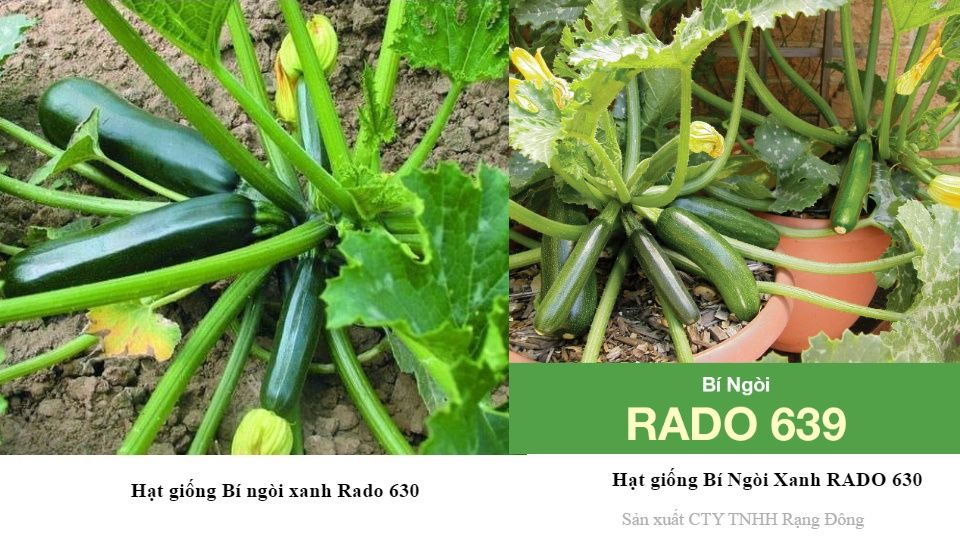 Bí Ngòi
RADO 639
Hạt giống Bí ngòi xanh Rado 630
Hạt giống Bí Ngòi Xanh RADO 630
Sản xuất CTY TNHH Rạng Đông